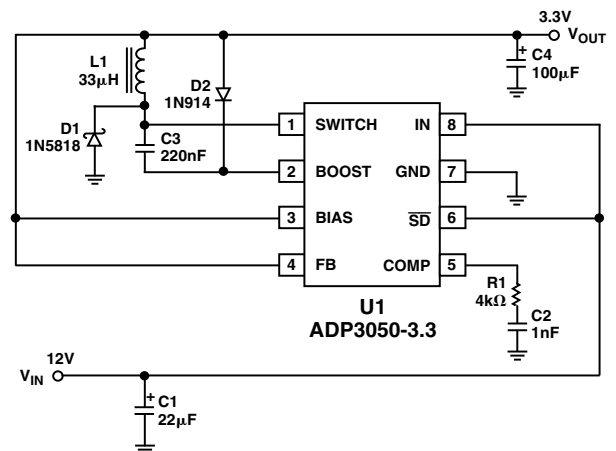 3.3V
VOUT
L1
33μH
D2
1N914
+
C4
100μF
D1
1N5818
C3
220nF
1 SWITCH IN 8
2 BOOST GND 7
3 BIAS SD 6
4 FB COMP 5
R1
4kΩ
U1
ADP3050-3.3
C2
1nF
12V
VIN
+
C1
22μF